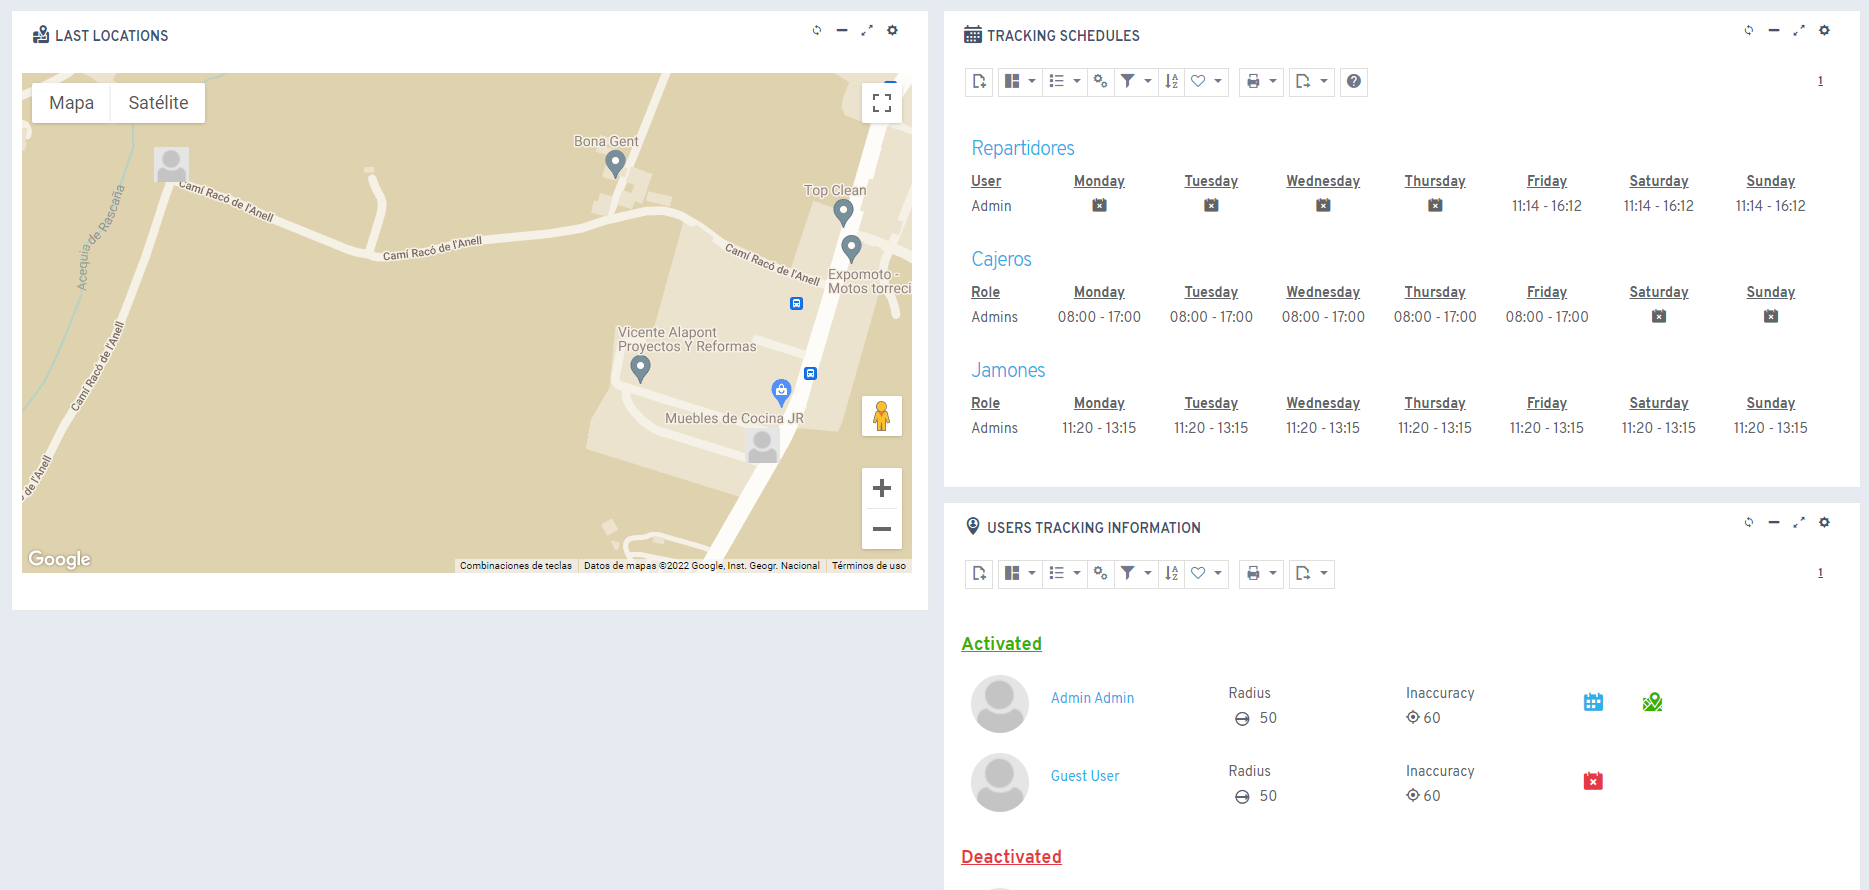 LAST LOCATIONS
Mapa
Satélite
Bona Gent
Top Clean
Camí Racó de l'Anell
Acequia de Rascaña
Camí Racó de l'Anell
Camí Racó de l'Anell
Expomoto -
Motos torreci
Vicente Alapont
Proyectos Y Reformas
Camí Racó de l'Anell
Muebles de Cocina JR
de l'Anell
Google
Combinaciones de teclas
Datos de mapas ©2022 Google, Inst. Geogr. Nacional
Términos de uso
TRACKING SCHEDULES
1
Repartidores
User Monday Tuesday Wednesday Thursday Friday Saturday Sunday
Admin 11:14 - 16:12 11:14 - 16:12 11:14 - 16:12
Cajeros
Role Monday Tuesday Wednesday Thursday Friday Saturday Sunday
Admins 08:00 - 17:00 08:00 - 17:00 08:00 - 17:00 08:00 - 17:00 08:00 - 17:00
Jamones
Role Monday Tuesday Wednesday Thursday Friday Saturday Sunday
Admins 11:20 - 13:15 11:20 - 13:15 11:20 - 13:15 11:20 - 13:15 11:20 - 13:15 11:20 - 13:15 11:20 - 13:15
USERS TRACKING INFORMATION
1
Activated
Admin Admin
Radius
50
Inaccuracy
60
Guest User
Radius
50
Inaccuracy
60
Deactivated